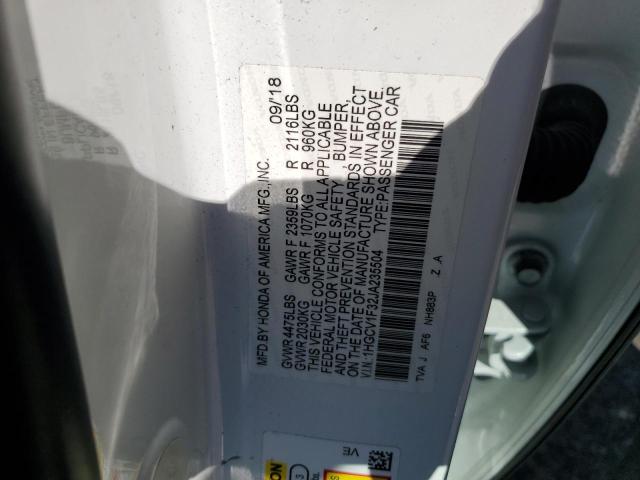 MFD.BY HONDA OF AMERICA MFG.,INC. 09/18
GVWR 4475LBS GAWR F 2359LBS R 2116LBS
GVWR 2030KG GAWR F 1070KG R 960KG
THIS VEHICLE CONFORMS TO ALL APPLICABLE
FEDERAL MOTOR VEHICLE SAFETY, BUMPER,
AND THEFT PREVENTION STANDARDS IN EFFECT
ON THE DATE OF MANUFACTURE SHOWN ABOVE.
V.I.N.:1HGCV1F32JA235504 TYPE:PASSENGER CAR
TVA J AF6 NH883P Z A
VE
ION
3